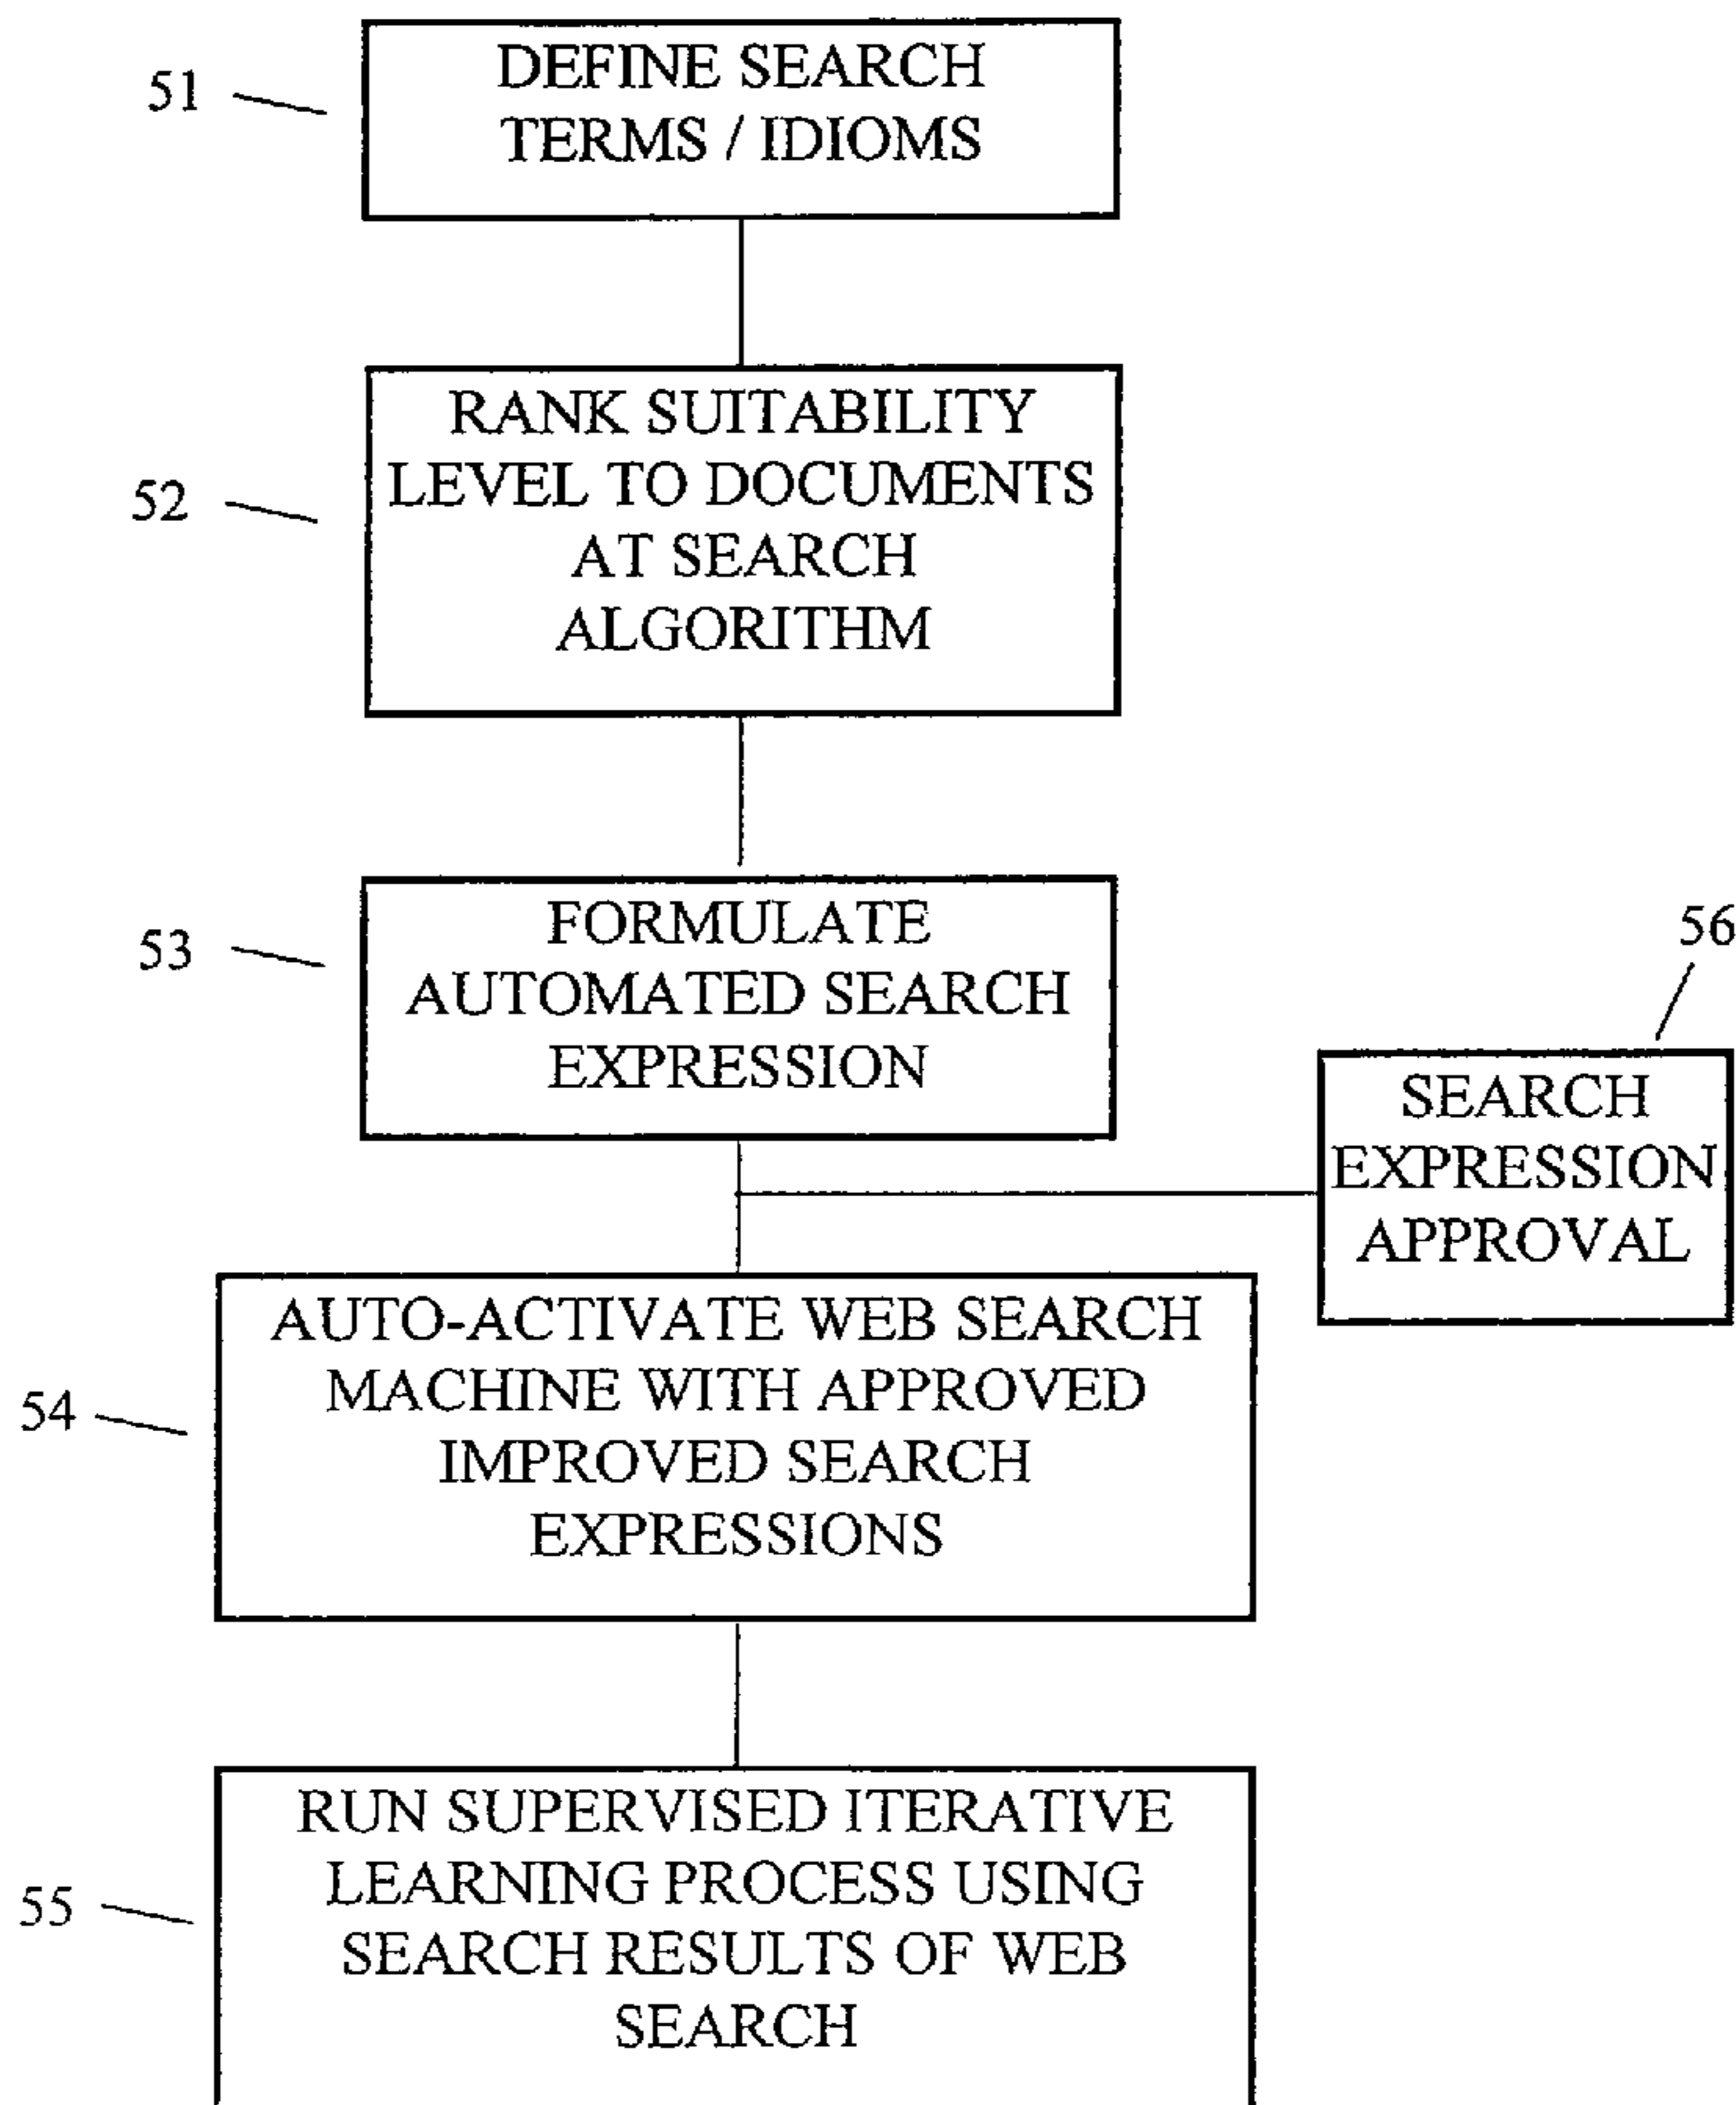 51
DEFINE SEARCH
TERMS / IDIOMS
52
RANK SUITABILITY
LEVEL TO DOCUMENTS
AT SEARCH
ALGORITHM
53
FORMULATE
AUTOMATED SEARCH
EXPRESSION
56
SEARCH
EXPRESSION
APPROVAL
54
AUTO-ACTIVATE WEB SEARCH
MACHINE WITH APPROVED
IMPROVED SEARCH
EXPRESSIONS
55
RUN SUPERVISED ITERATIVE
LEARNING PROCESS USING
SEARCH RESULTS OF WEB
SEARCH